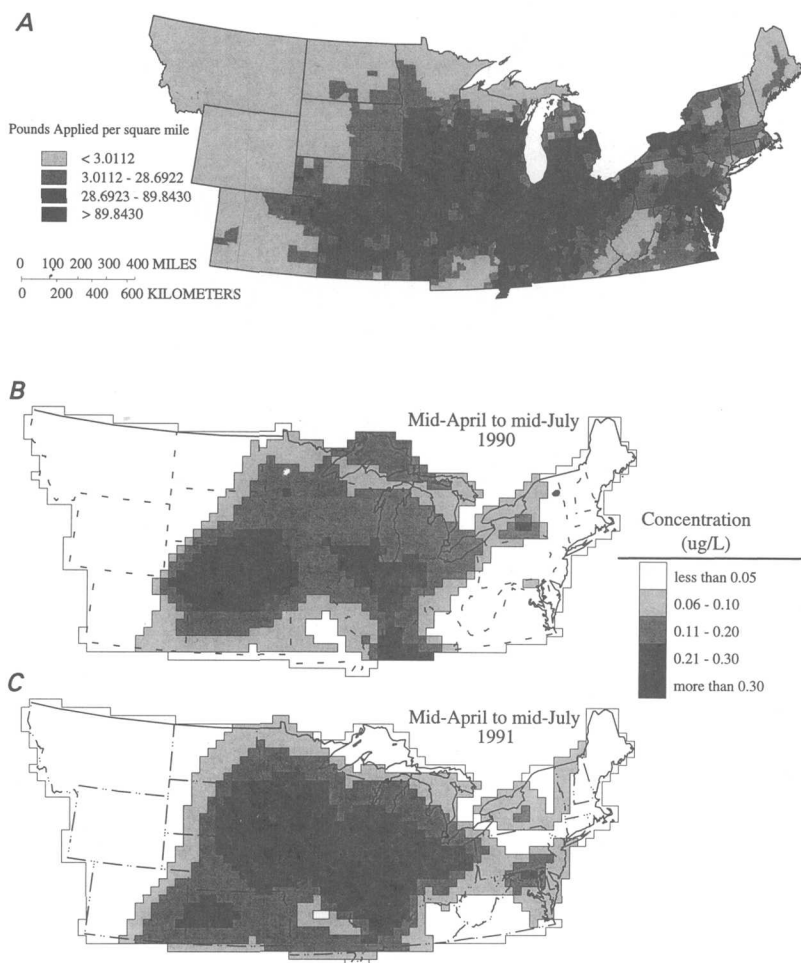 A
Pounds Applied per square mile
< 3.0112
3.0112 - 28.6922
28.6923 - 89.8430
> 89.8430
0 100 200 300 400 MILES
0 200 400 600 KILOMETERS
B
Mid-April to mid-July
1990
Concentration
(ug/L)
less than 0.05
0.06 - 0.10
0.11 - 0.20
0.21 - 0.30
more than 0.30
C
Mid-April to mid-July
1991